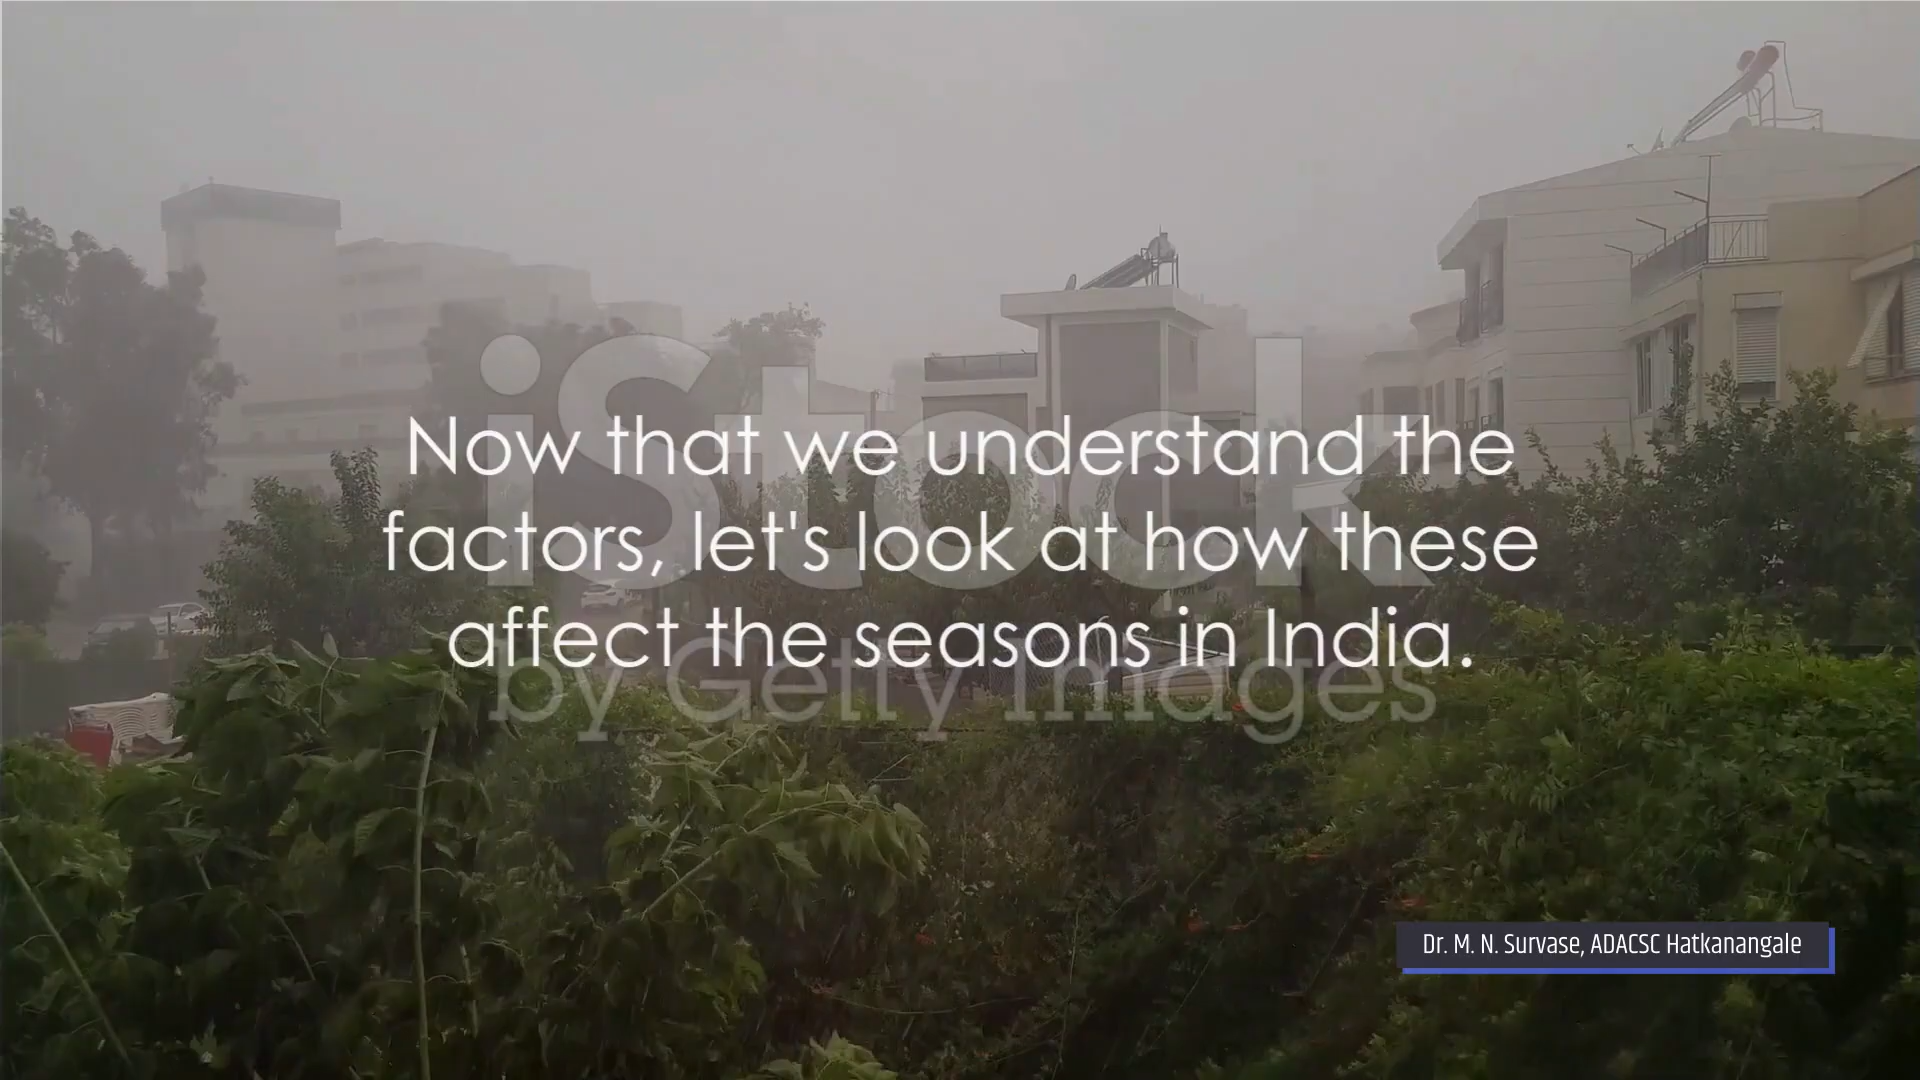 Now that we understand the
factors, let's look at how these
affect the seasons in India.
iStock
by Getty Images
Dr. M. N. Survase, ADACSC Hatkanangale